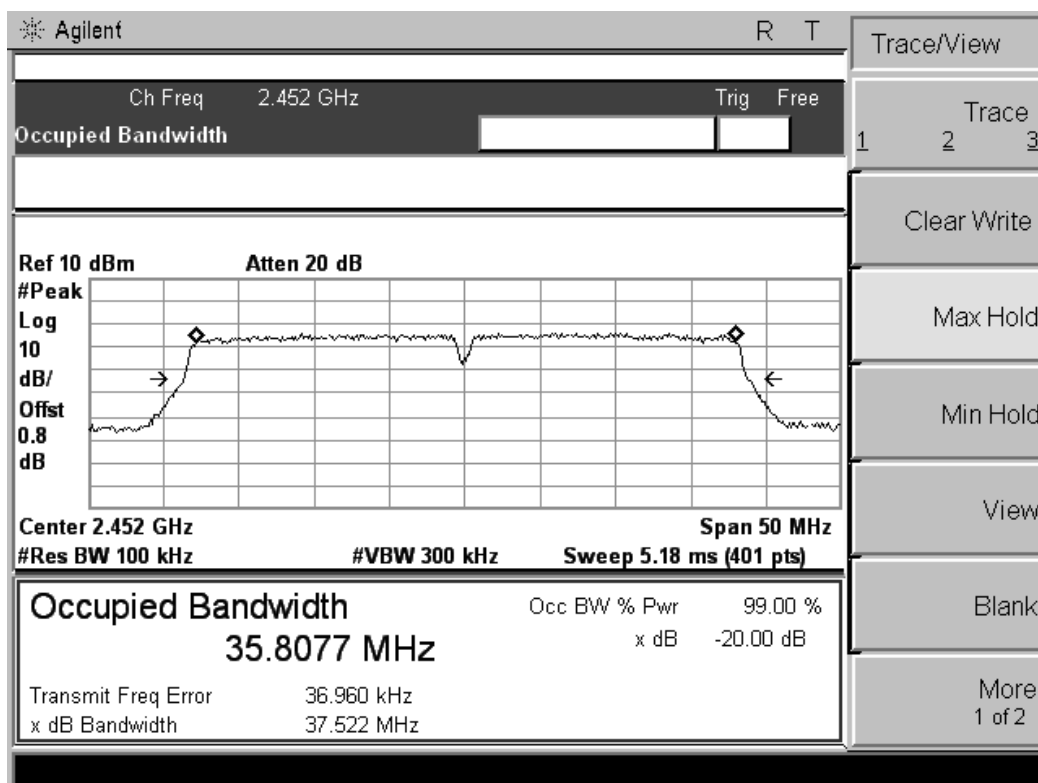 Agilent R T
Trace/View
Ch Freq 2.452 GHz Trig Free
Occupied Bandwidth
Trace
1 2 3
Clear Write
Max Hold
Min Hold
View
Blank
More
1 of 2
Ref 10 dBm Atten 20 dB
#Peak
Log
10
dB/
Offst
0.8
dB
Center 2.452 GHz Span 50 MHz
#Res BW 100 kHz #VBW 300 kHz Sweep 5.18 ms (401 pts)
Occupied Bandwidth Occ BW % Pwr 99.00 %
35.8077 MHz x dB -20.00 dB
Transmit Freq Error 36.960 kHz
x dB Bandwidth 37.522 MHz